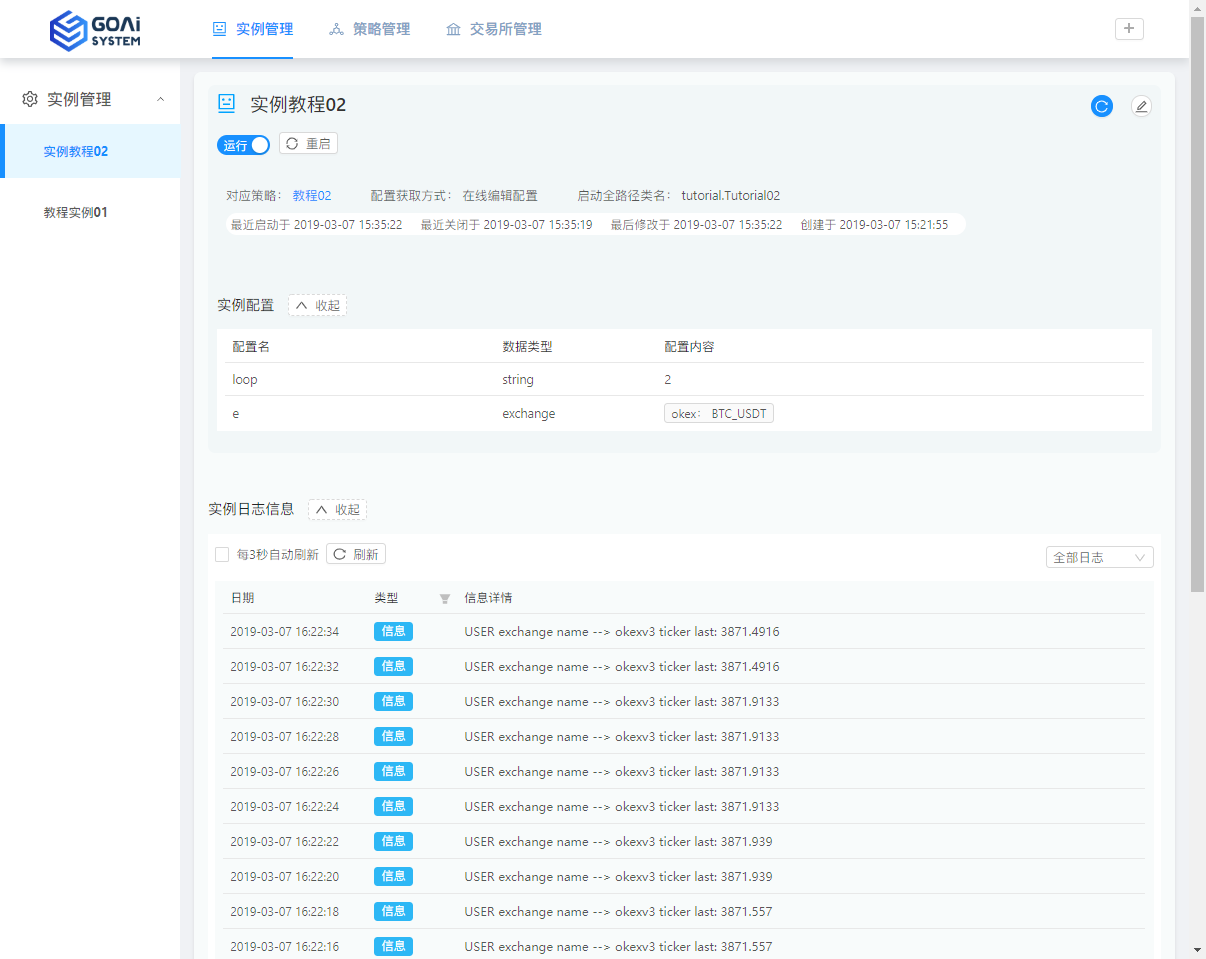 GOAi SYSTEM 实例管理 策略管理 交易所管理
实例管理
实例教程02
教程实例01
实例教程02
运行 重启
对应策略： 教程02 配置获取方式： 在线编辑配置 启动全路径类名： tutorial.Tutorial02
最近启动于 2019-03-07 15:35:22 最近关闭于 2019-03-07 15:35:19 最后修改于 2019-03-07 15:35:22 创建于 2019-03-07 15:21:55
实例配置 收起
配置名 数据类型 配置内容
loop string 2
e exchange okex： BTC_USDT
实例日志信息 收起
每3秒自动刷新 刷新 全部日志
日期 类型 信息详情
2019-03-07 16:22:34 信息 USER exchange name --> okexv3 ticker last: 3871.4916
2019-03-07 16:22:32 信息 USER exchange name --> okexv3 ticker last: 3871.4916
2019-03-07 16:22:30 信息 USER exchange name --> okexv3 ticker last: 3871.9133
2019-03-07 16:22:28 信息 USER exchange name --> okexv3 ticker last: 3871.9133
2019-03-07 16:22:26 信息 USER exchange name --> okexv3 ticker last: 3871.9133
2019-03-07 16:22:24 信息 USER exchange name --> okexv3 ticker last: 3871.9133
2019-03-07 16:22:22 信息 USER exchange name --> okexv3 ticker last: 3871.939
2019-03-07 16:22:20 信息 USER exchange name --> okexv3 ticker last: 3871.939
2019-03-07 16:22:18 信息 USER exchange name --> okexv3 ticker last: 3871.557
2019-03-07 16:22:16 信息 USER exchange name --> okexv3 ticker last: 3871.557